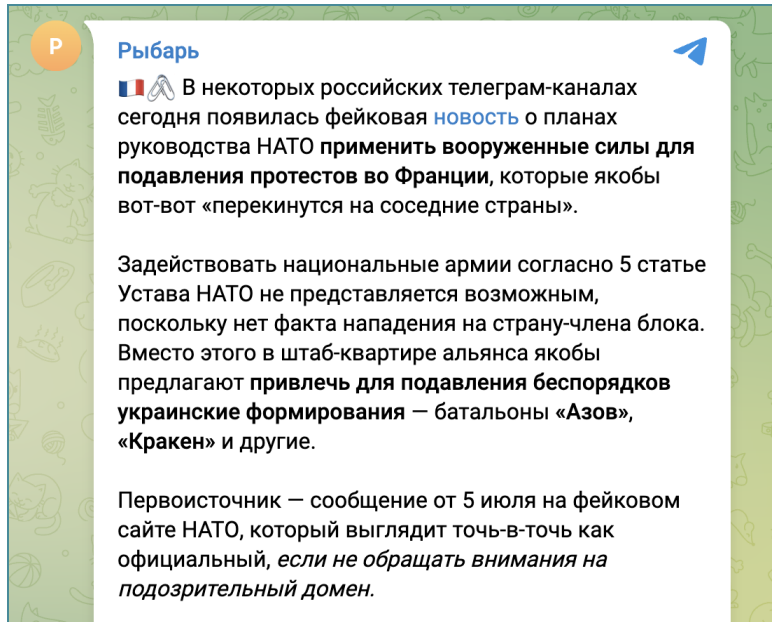 Р
Рыбарь
🇫🇷🖇 В некоторых российских телеграм-каналах
сегодня появилась фейковая новость о планах
руководства НАТО применить вооруженные силы для
подавления протестов во Франции, которые якобы
вот-вот «перекинутся на соседние страны».
Задействовать национальные армии согласно 5 статье
Устава НАТО не представляется возможным,
поскольку нет факта нападения на страну-члена блока.
Вместо этого в штаб-квартире альянса якобы
предлагают привлечь для подавления беспорядков
украинские формирования — батальоны «Азов»,
«Кракен» и другие.
Первоисточник — сообщение от 5 июля на фейковом
сайте НАТО, который выглядит точь-в-точь как
официальный, если не обращать внимания на
подозрительный домен.